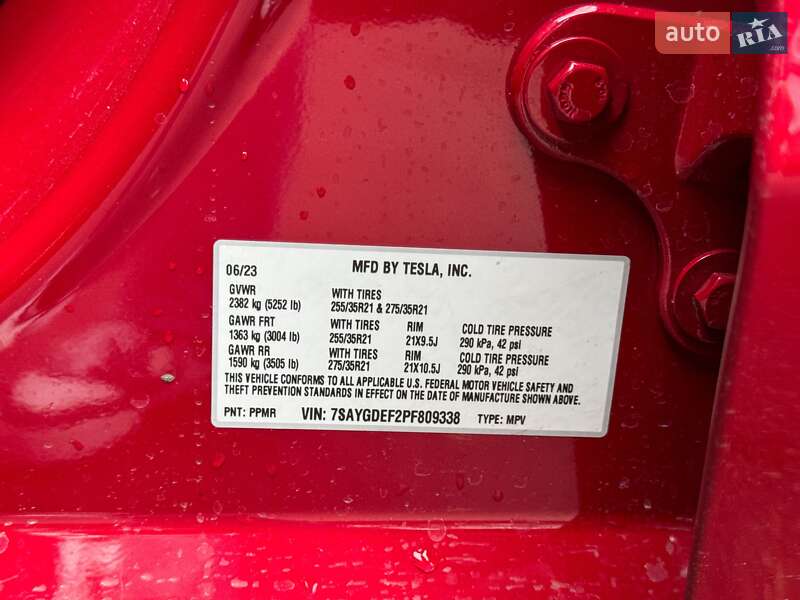 auto RIA .com
06/23 MFD BY TESLA, INC.
GVWR WITH TIRES
2382 kg (5252 lb) 255/35R21 & 275/35R21
GAWR FRT WITH TIRES RIM COLD TIRE PRESSURE
1363 kg (3004 lb) 255/35R21 21X9.5J 290 kPa, 42 psi
GAWR RR WITH TIRES RIM COLD TIRE PRESSURE
1590 kg (3505 lb) 275/35R21 21X10.5J 290 kPa, 42 psi
THIS VEHICLE CONFORMS TO ALL APPLICABLE U.S. FEDERAL MOTOR VEHICLE SAFETY AND
THEFT PREVENTION STANDARDS IN EFFECT ON THE DATE OF MANUFACTURE SHOWN ABOVE.
PNT: PPMR VIN: 7SAYGDEF2PF809338 TYPE: MPV